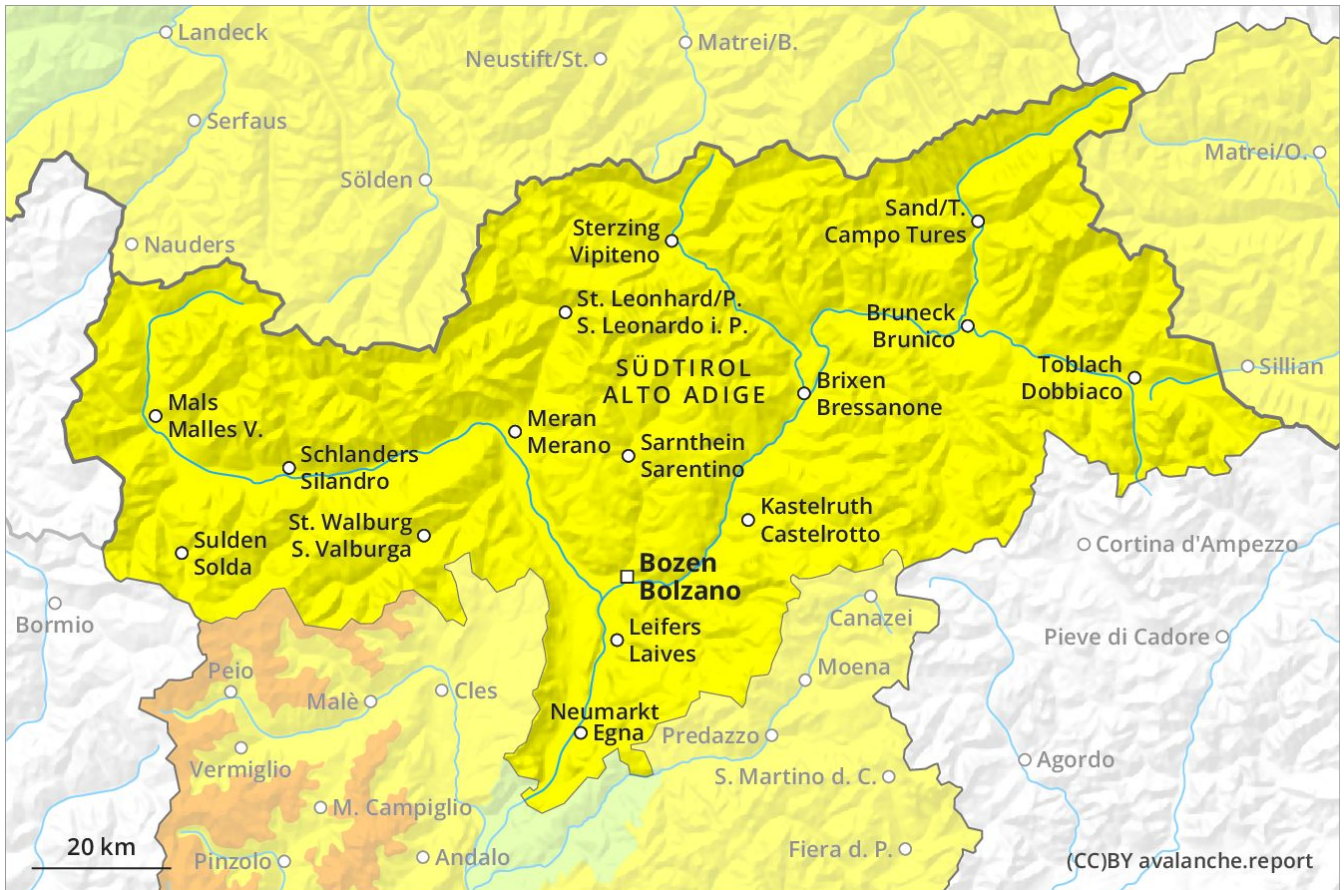 Landeck
Neustift/St.
Matrei/B.
Serfaus
Matrei/O.
Sölden
Sand/T.
Campo Tures
Sterzing
Vipiteno
Nauders
St. Leonhard/P.
S. Leonardo i. P.
Bruneck
Brunico
SÜDTIROL
ALTO ADIGE
Toblach
Dobbiaco
Sillian
Brixen
Bressanone
Mals
Malles V.
Meran
Merano
Sarnthein
Sarentino
Schlanders
Silandro
Kastelruth
Castelrotto
St. Walburg
S. Valburga
Sulden
Solda
Cortina d'Ampezzo
Bozen
Bolzano
Bormio
Canazei
Leifers
Laives
Pieve di Cadore
Peio
Moena
Malè
Cles
Neumarkt
Egna
Predazzo
Vermiglio
S. Martino d. C.
Agordo
M. Campiglio
20 km
Pinzolo
Andalo
Fiera d. P.
(CC)BY avalanche.report